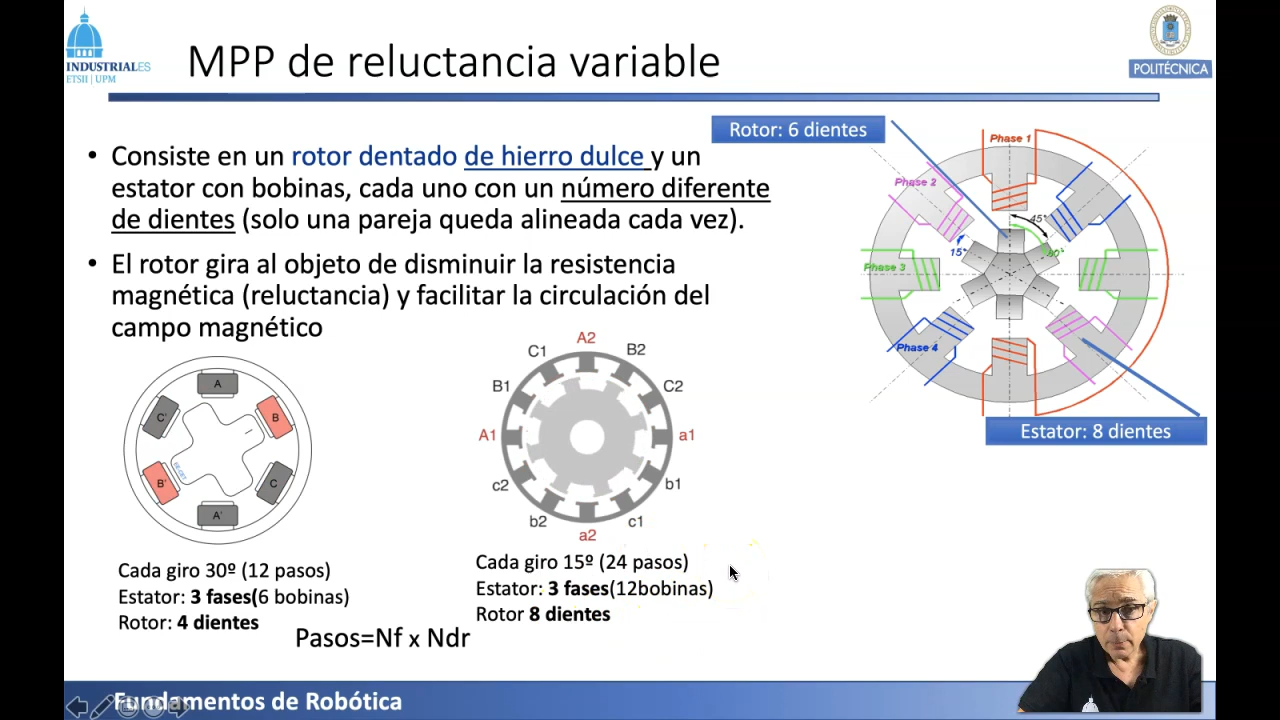 INDUSTRIALES
ETSII | UPM
MPP de reluctancia variable
POLITÉCNICA
• Consiste en un rotor dentado de hierro dulce y un
estator con bobinas, cada uno con un número diferente
de dientes (solo una pareja queda alineada cada vez).
• El rotor gira al objeto de disminuir la resistencia
magnética (reluctancia) y facilitar la circulación del
campo magnético
Rotor: 6 dientes
Phase 1
Phase 2
45°
15°
60°
Phase 3
Phase 4
Estator: 8 dientes
A
B
C'
B'
C
A'
A2
C1
B2
B1
C2
A1
a1
c2
b1
b2
c1
a2
Cada giro 30º (12 pasos)
Estator: 3 fases(6 bobinas)
Rotor: 4 dientes
Cada giro 15º (24 pasos)
Estator: 3 fases(12bobinas)
Rotor 8 dientes
Pasos=Nf x Ndr
Fundamentos de Robótica